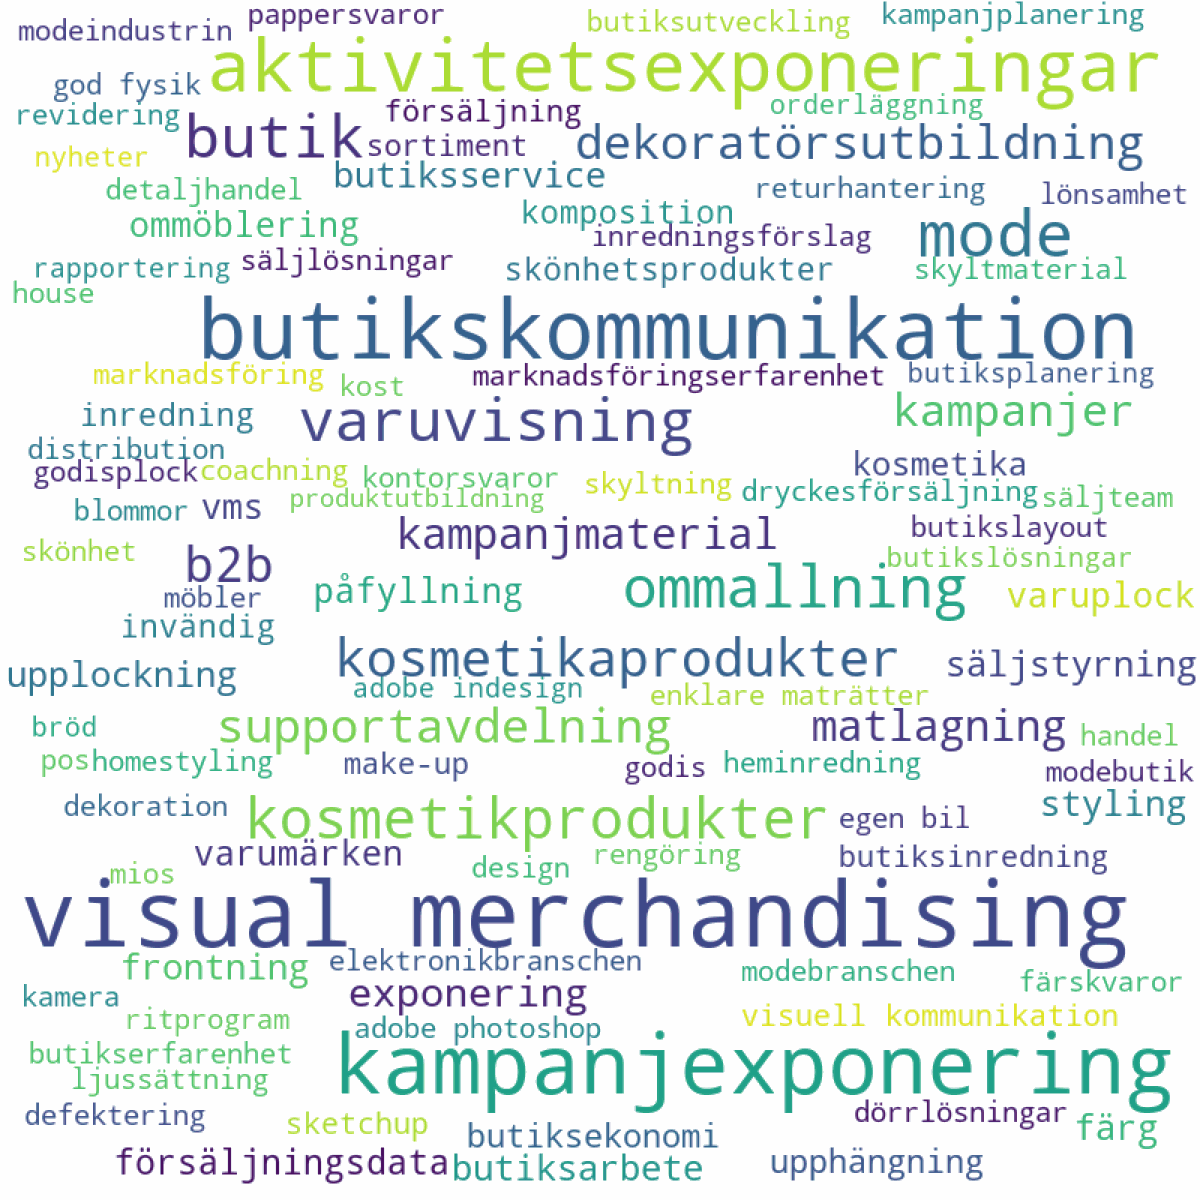 modeindustrin pappersvaror butiksutveckling kampanjplanering
god fysik aktivitetsexponeringar
revidering butik försäljning orderläggning
nyheter sortiment dekoratörsutbildning
detaljhandel butiksservice returhantering lönsamhet
ommöblering komposition inredningsförslag mode
rapportering säljlösningar skönhetsprodukter skyltmaterial
house
butikskommunikation
marknadsföring kost marknadsföringserfarenhet butiksplanering
inredning varuvisning kampanjer
distribution
godisplock coachning kontorsvaror skyltning kosmetika
blommor vms produktutbildning dryckesförsäljning säljteam
skönhet kampanjmaterial butikslayout
b2b butikslösningar
möbler påfyllning ommallning varuplock
invändig
upplockning kosmetikaprodukter säljstyrning
adobe indesign enklare maträtter
bröd supportavdelning matlagning handel
pos homestyling make-up godis heminredning modebutik
dekoration kosmetikprodukter egen bil styling
varumärken design rengöring butiksinredning
mios
visual merchandising
frontning elektronikbranschen modebranschen färskvaror
kamera exponering
ritprogram adobe photoshop visuell kommunikation
butikserfarenhet kampanjexponering
ljussättning
defektering sketchup butiksekonomi dörrlösningar färg
försäljningsdata butiksarbete upphängning